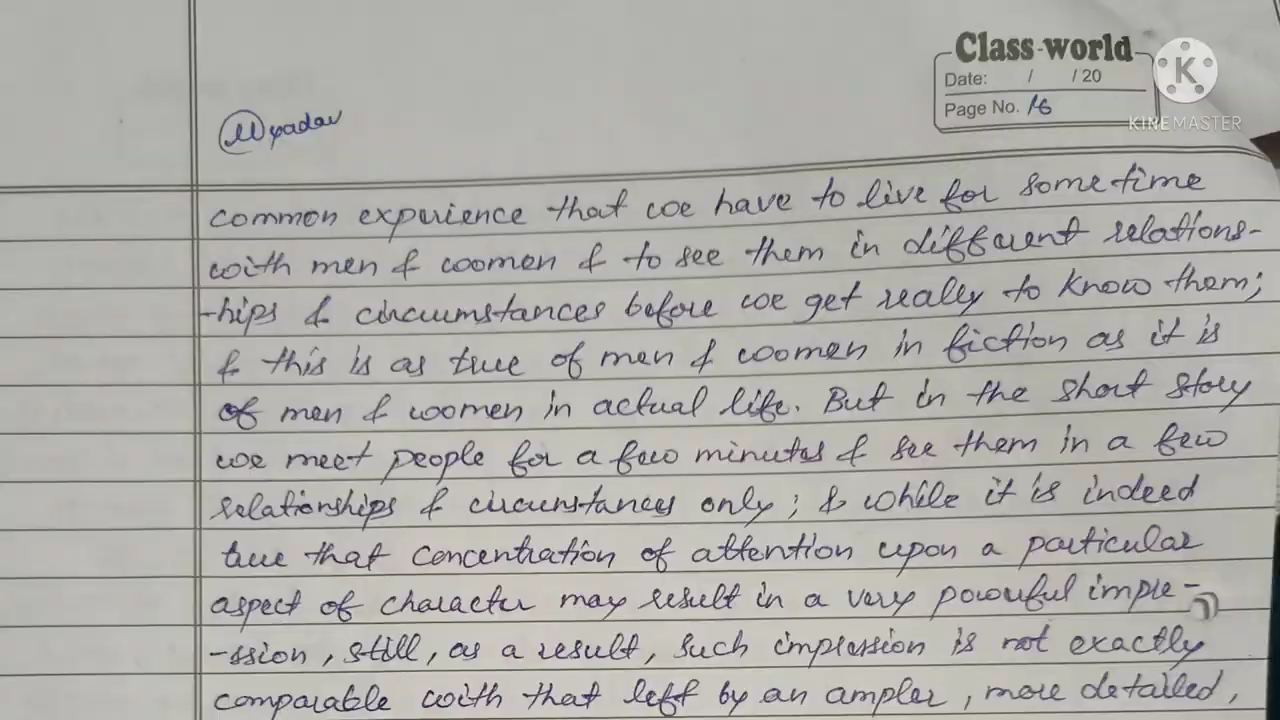 Class-world
Date: / /20
Page No. 16
KINEMASTER
yadav
common experience that we have to live for some time
with men & women & to see them in different relations-
-hips & circumstances before we get really to know them;
& this is as true of men & women in fiction as it is
of men & women in actual life. But in the short story
we meet people for a few minutes & see them in a few
relationships & circumstances only; & while it is indeed
true that concentration of attention upon a particular
aspect of character may result in a very powerful impre-
-ssion, still, as a result, such impression is not exactly
comparable with that left by an ampler, more detailed,